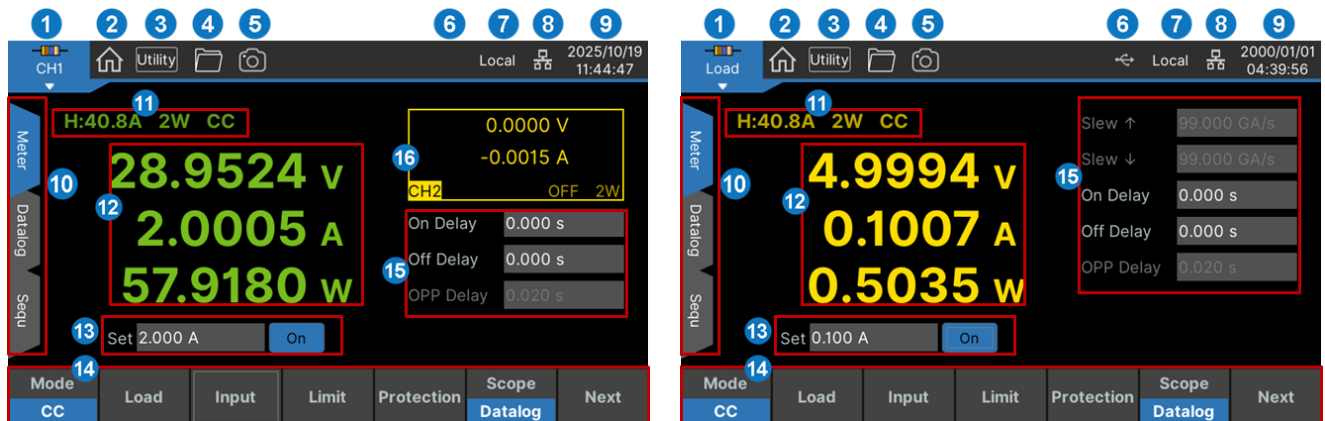 1 2 3 4 5 6 7 8 9
CH1 Utility Local 2025/10/19
11:44:47
11
H:40.8A 2W CC
Meter
Datalog
Sequ
10
12
28.9524 V
2.0005 A
57.9180 W
0.0000 V
-0.0015 A
16
CH2 OFF 2W
On Delay 0.000 s
Off Delay 0.000 s
15
OPP Delay 0.020 s
13
Set 2.000 A On
14
Mode Load Input Limit Protection Scope Next
CC Datalog
1 2 3 4 5 6 7 8 9
Load Utility Local 2000/01/01
04:39:56
11
H:40.8A 2W CC
Meter
Datalog
Sequ
10
12
4.9994 V
0.1007 A
0.5035 W
Slew ↑ 99.000 GA/s
Slew ↓ 99.000 GA/s
15
On Delay 0.000 s
Off Delay 0.000 s
OPP Delay 0.020 s
13
Set 0.100 A On
14
Mode Load Input Limit Protection Scope Next
CC Datalog